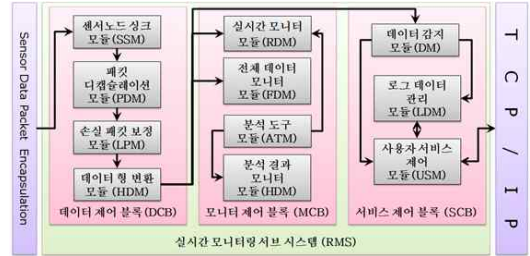 Sensor Data Packet Encapsulation
센서노드 싱크
모듈(SSM)
패킷
디캡슐레이션
모듈(PDM)
손실 패킷 보정
모듈(LPM)
데이터 형 변환
모듈(HDM)
데이터 제어 블록(DCB)
실시간 모니터
모듈(RDM)
전체 데이터
모니터
모듈(FDM)
분석 도구
모듈(ATM)
분석 결과
모니터
모듈(HDM)
모니터 제어 블록 (MCB)
데이터 감지
모듈(DM)
로그 데이터
관리
모듈(LDM)
사용자 서비스
제어
모듈(USM)
서비스 제어 블록 (SCB)
실시간 모니터링 서브 시스템 (RMS)
TCP/IP